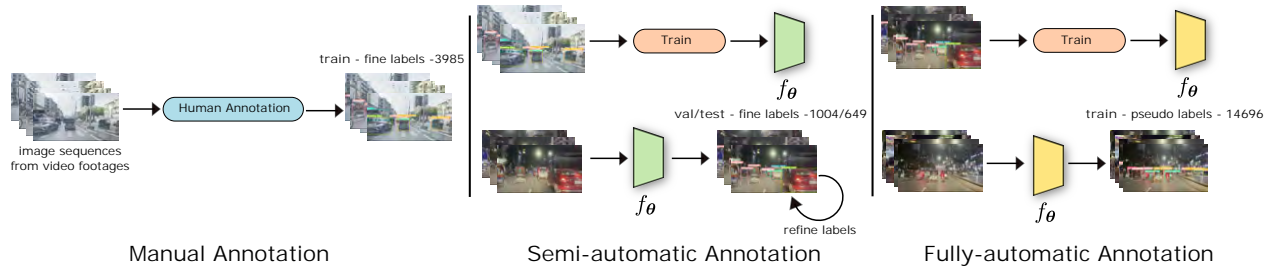 train - fine labels -3985
Human Annotation
image sequences
from video footages
Manual Annotation
Train
fθ
val/test - fine labels -1004/649
fθ
refine labels
Semi-automatic Annotation
Train
fθ
train - pseudo labels - 14696
fθ
Fully-automatic Annotation